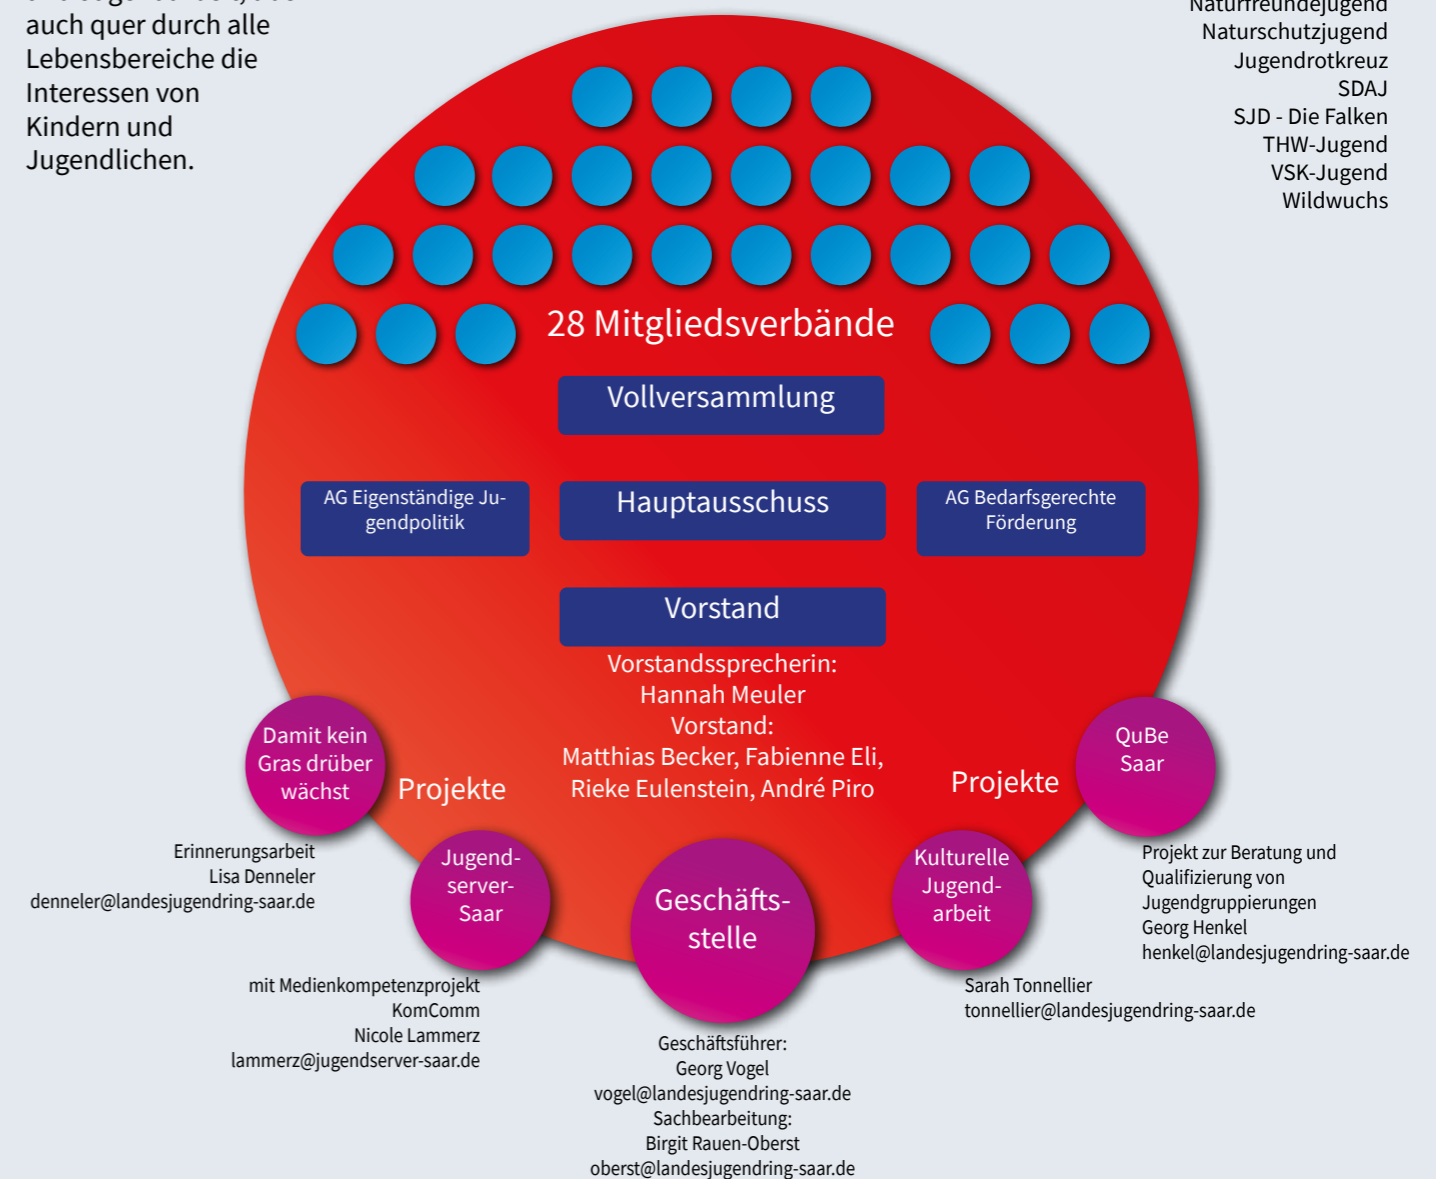 auch quer durch alle
Lebensbereiche die
Interessen von
Kindern und
Jugendlichen.
Naturfreundejugend
Naturschutzjugend
Jugendrotkreuz
SDAJ
SJD - Die Falken
THW-Jugend
VSK-Jugend
Wildwuchs
28 Mitgliedsverbände
Vollversammlung
AG Eigenständige Ju-
gendpolitik
Hauptausschuss
AG Bedarfsgerechte
Förderung
Vorstand
Vorstandssprecherin:
Hannah Meuler
Vorstand:
Matthias Becker, Fabienne Eli,
Rieke Eulenstein, André Piro
Damit kein
Gras drüber
wächst
Projekte
Erinnerungsarbeit
Lisa Denneler
denneler@landesjugendring-saar.de
Jugend-
server-
Saar
mit Medienkompetenzprojekt
KomComm
Nicole Lammerz
lammerz@jugendserver-saar.de
Geschäfts-
stelle
Geschäftsführer:
Georg Vogel
vogel@landesjugendring-saar.de
Sachbearbeitung:
Birgit Rauen-Oberst
oberst@landesjugendring-saar.de
Projekte
Kulturelle
Jugend-
arbeit
Sarah Tonnellier
tonnellier@landesjugendring-saar.de
QuBe
Saar
Projekt zur Beratung und
Qualifizierung von
Jugendgruppierungen
Georg Henkel
henkel@landesjugendring-saar.de